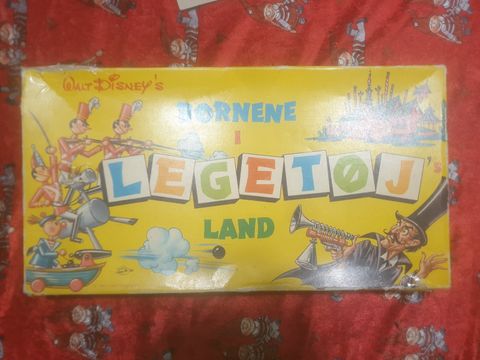 WALT DISNEY'S
BØRNENE
I
LEGETØJ's
LAND